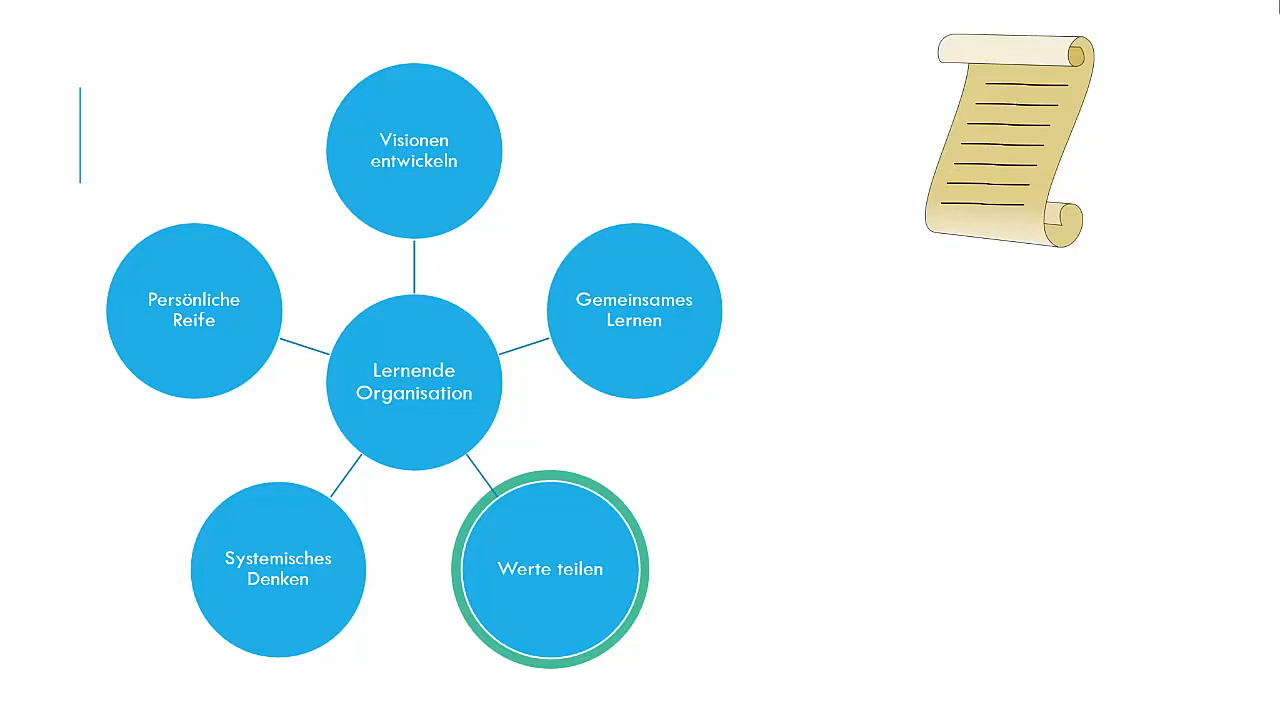 Visionen
entwickeln
Persönliche
Reife
Gemeinsames
Lernen
Lernende
Organisation
Systemisches
Denken
Werte teilen